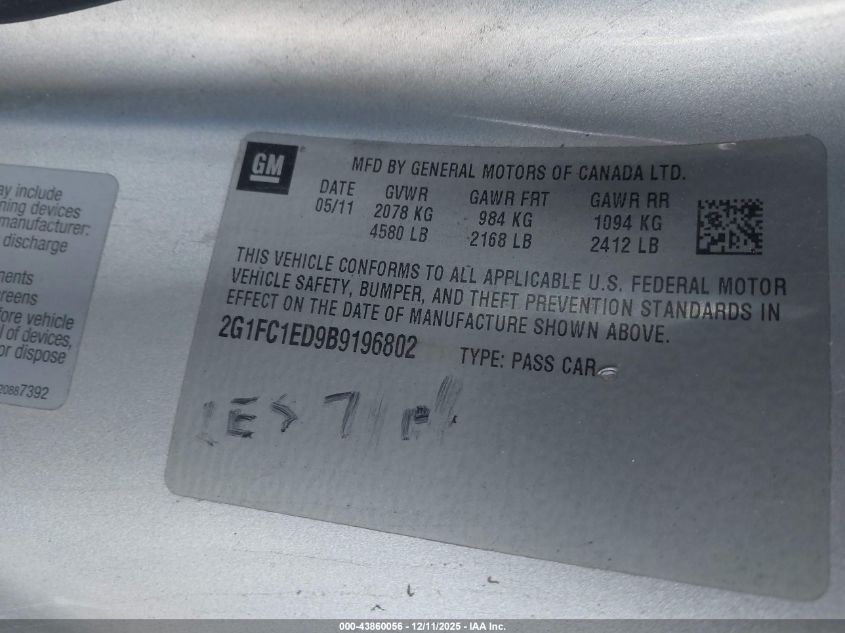 ay include
ning devices
manufacturer:
discharge
nents
creens
fore vehicle
l of devices,
or dispose
20887392
GM
MFD BY GENERAL MOTORS OF CANADA LTD.
DATE GVWR GAWR FRT GAWR RR
05/11 2078 KG 984 KG 1094 KG
4580 LB 2168 LB 2412 LB
THIS VEHICLE CONFORMS TO ALL APPLICABLE U.S. FEDERAL MOTOR
VEHICLE SAFETY, BUMPER, AND THEFT PREVENTION STANDARDS IN
EFFECT ON THE DATE OF MANUFACTURE SHOWN ABOVE.
2G1FC1ED9B9196802 TYPE: PASS CAR
000-43860056 - 12/11/2025 - IAA Inc.